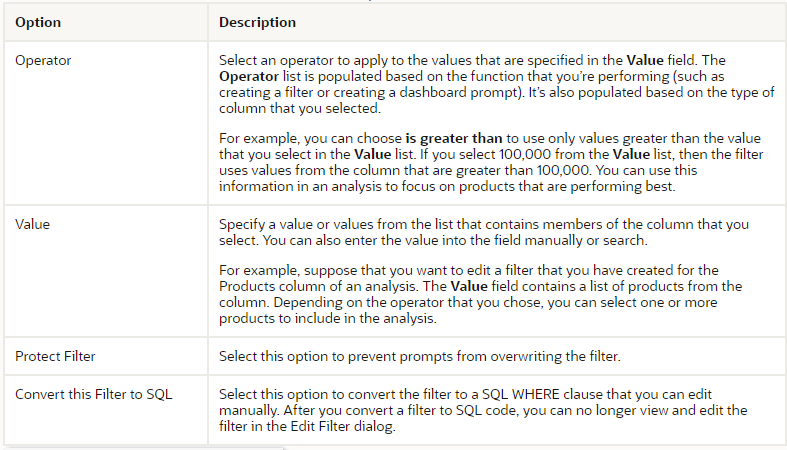 Option Description
Operator Select an operator to apply to the values that are specified in the Value field. The
Operator list is populated based on the function that you're performing (such as
creating a filter or creating a dashboard prompt). It's also populated based on the type of
column that you selected.
For example, you can choose is greater than to use only values greater than the value
that you select in the Value list. If you select 100,000 from the Value list, then the filter
uses values from the column that are greater than 100,000. You can use this
information in an analysis to focus on products that are performing best.
Value Specify a value or values from the list that contains members of the column that you
select. You can also enter the value into the field manually or search.
For example, suppose that you want to edit a filter that you have created for the
Products column of an analysis. The Value field contains a list of products from the
column. Depending on the operator that you chose, you can select one or more
products to include in the analysis.
Protect Filter Select this option to prevent prompts from overwriting the filter.
Convert this Filter to SQL Select this option to convert the filter to a SQL WHERE clause that you can edit
manually. After you convert a filter to SQL code, you can no longer view and edit the
filter in the Edit Filter dialog.